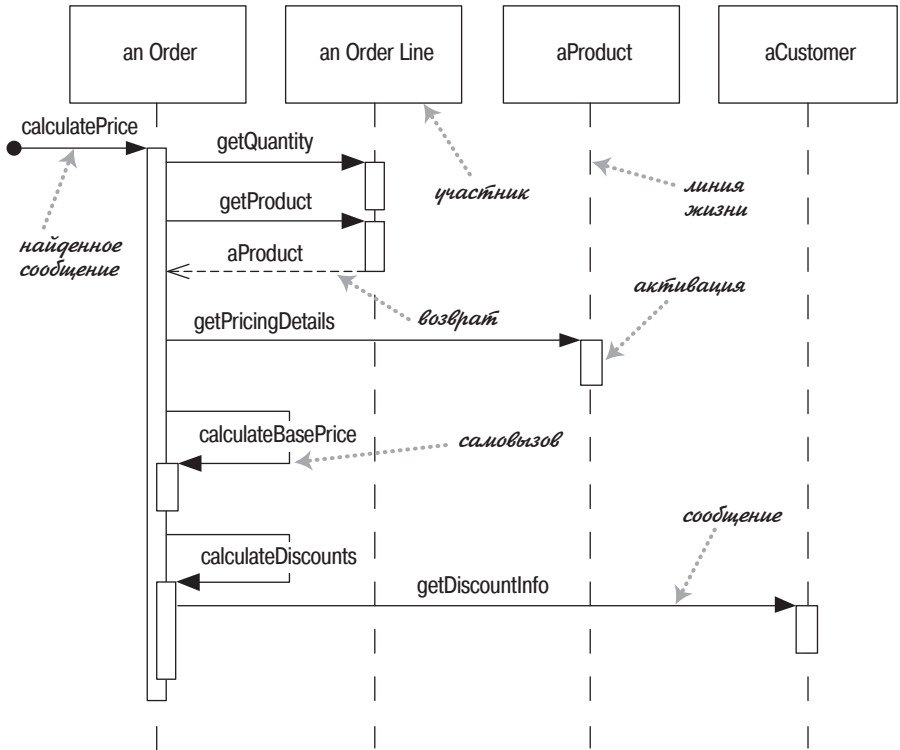 an Order
an Order Line
aProduct
aCustomer
calculatePrice
getQuantity
участник
линия
жизни
getProduct
найденное
сообщение
aProduct
активация
возврат
getPricingDetails
calculateBasePrice
самовызов
сообщение
calculateDiscounts
getDiscountInfo